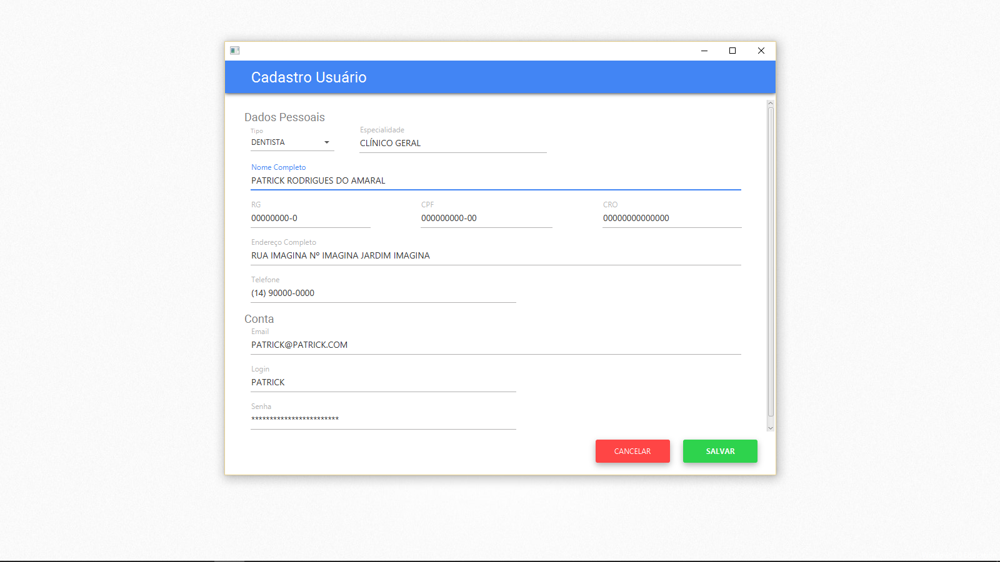 Cadastro Usuário
Dados Pessoais
Tipo Especialidade
DENTISTA CLÍNICO GERAL
Nome Completo
PATRICK RODRIGUES DO AMARAL
RG CPF CRO
00000000-0 000000000-00 00000000000000
Endereço Completo
RUA IMAGINA Nº IMAGINA JARDIM IMAGINA
Telefone
(14) 90000-0000
Conta
Email
PATRICK@PATRICK.COM
Login
PATRICK
Senha
************************
CANCELAR SALVAR